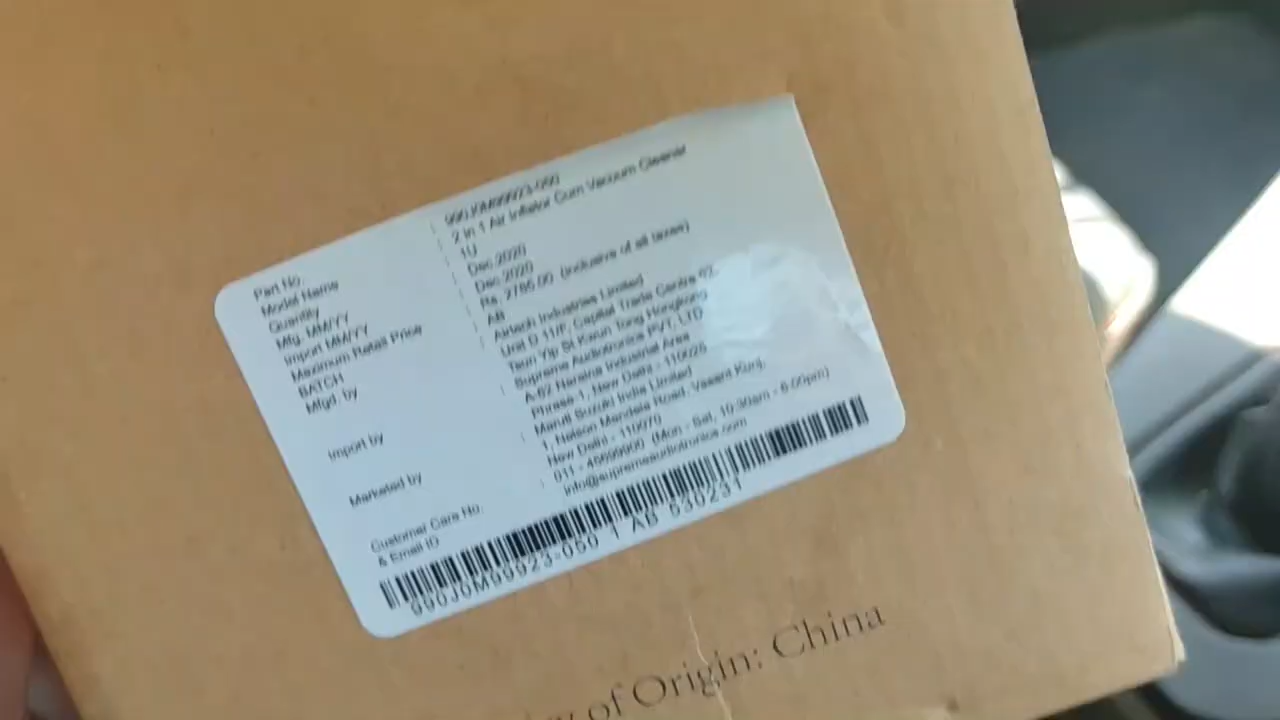 Part No. 990J0M99923-050
Model Name 2 in 1 Air Inflator Cum Vacuum Cleaner
Quantity 1U
Mfg. MM/YY Dec 2020
Import MM/YY Dec 2020
Maximum Retail Price Rs. 2785.00 (inclusive of all taxes)
BATCH AB
Mfgd. by Airtech Industries Limited
Unit D 11/F, Capital Trade Centre 62,
Tsun Yip St Kwun Tong Hongkong
Import by Supreme Audiotronics PVT. LTD
A-62 Naraina Industrial Area
Phrase-1, New Delhi - 110028
Marketed by Maruti Suzuki India Limited
1, Nelson Mandela Road, Vasant Kunj,
New Delhi - 110070
Customer Care No. 011 - 45699900 (Mon - Sat, 10:30am - 6:00pm)
& Email ID info@supremeaudiotronics.com
990J0M99923-050 1 AB 530231
of Origin: China